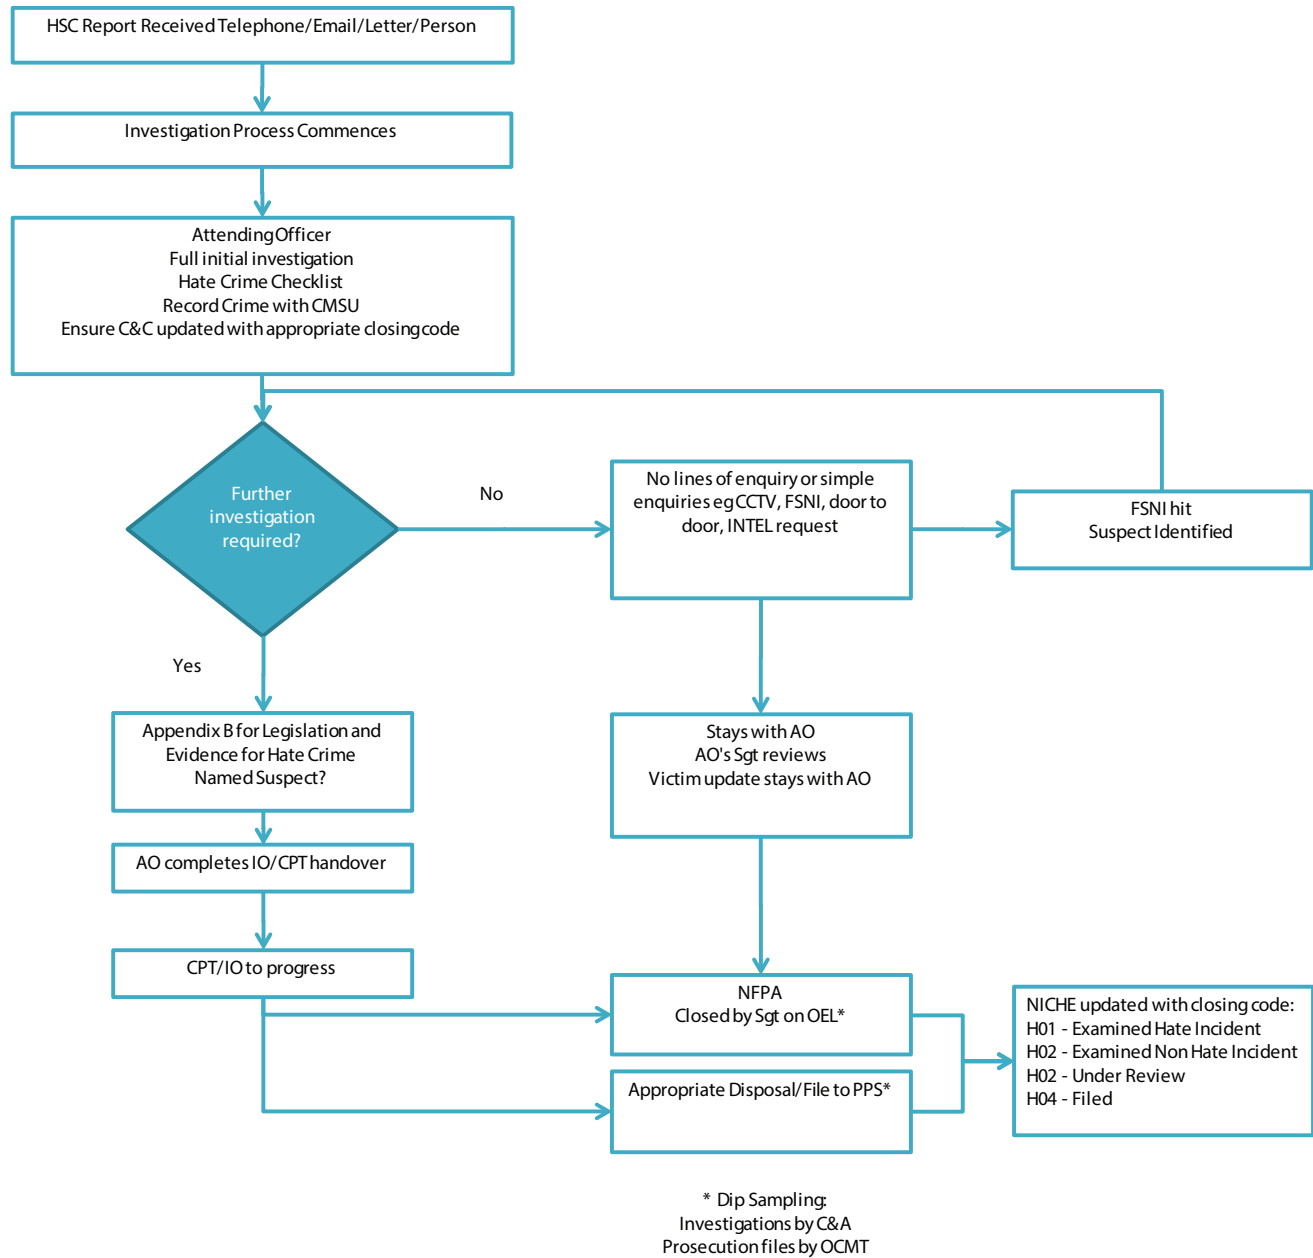 HSC Report Received Telephone/Email/Letter/Person
Investigation Process Commences
Attending Officer
Full initial investigation
Hate Crime Checklist
Record Crime with CMSU
Ensure C&C updated with appropriate closing code
Further
investigation
required?
No
No lines of enquiry or simple
enquiries eg CCTV, FSNI, door to
door, INTEL request
FSNI hit
Suspect Identified
Yes
Appendix B for Legislation and
Evidence for Hate Crime
Named Suspect?
Stays with AO
AO's Sgt reviews
Victim update stays with AO
AO completes IO/CPT handover
CPT/IO to progress
NFPA
Closed by Sgt on OEL*
Appropriate Disposal/File to PPS*
NICHE updated with closing code:
H01 - Examined Hate Incident
H02 - Examined Non Hate Incident
H02 - Under Review
H04 - Filed
* Dip Sampling:
Investigations by C&A
Prosecution files by OCMT